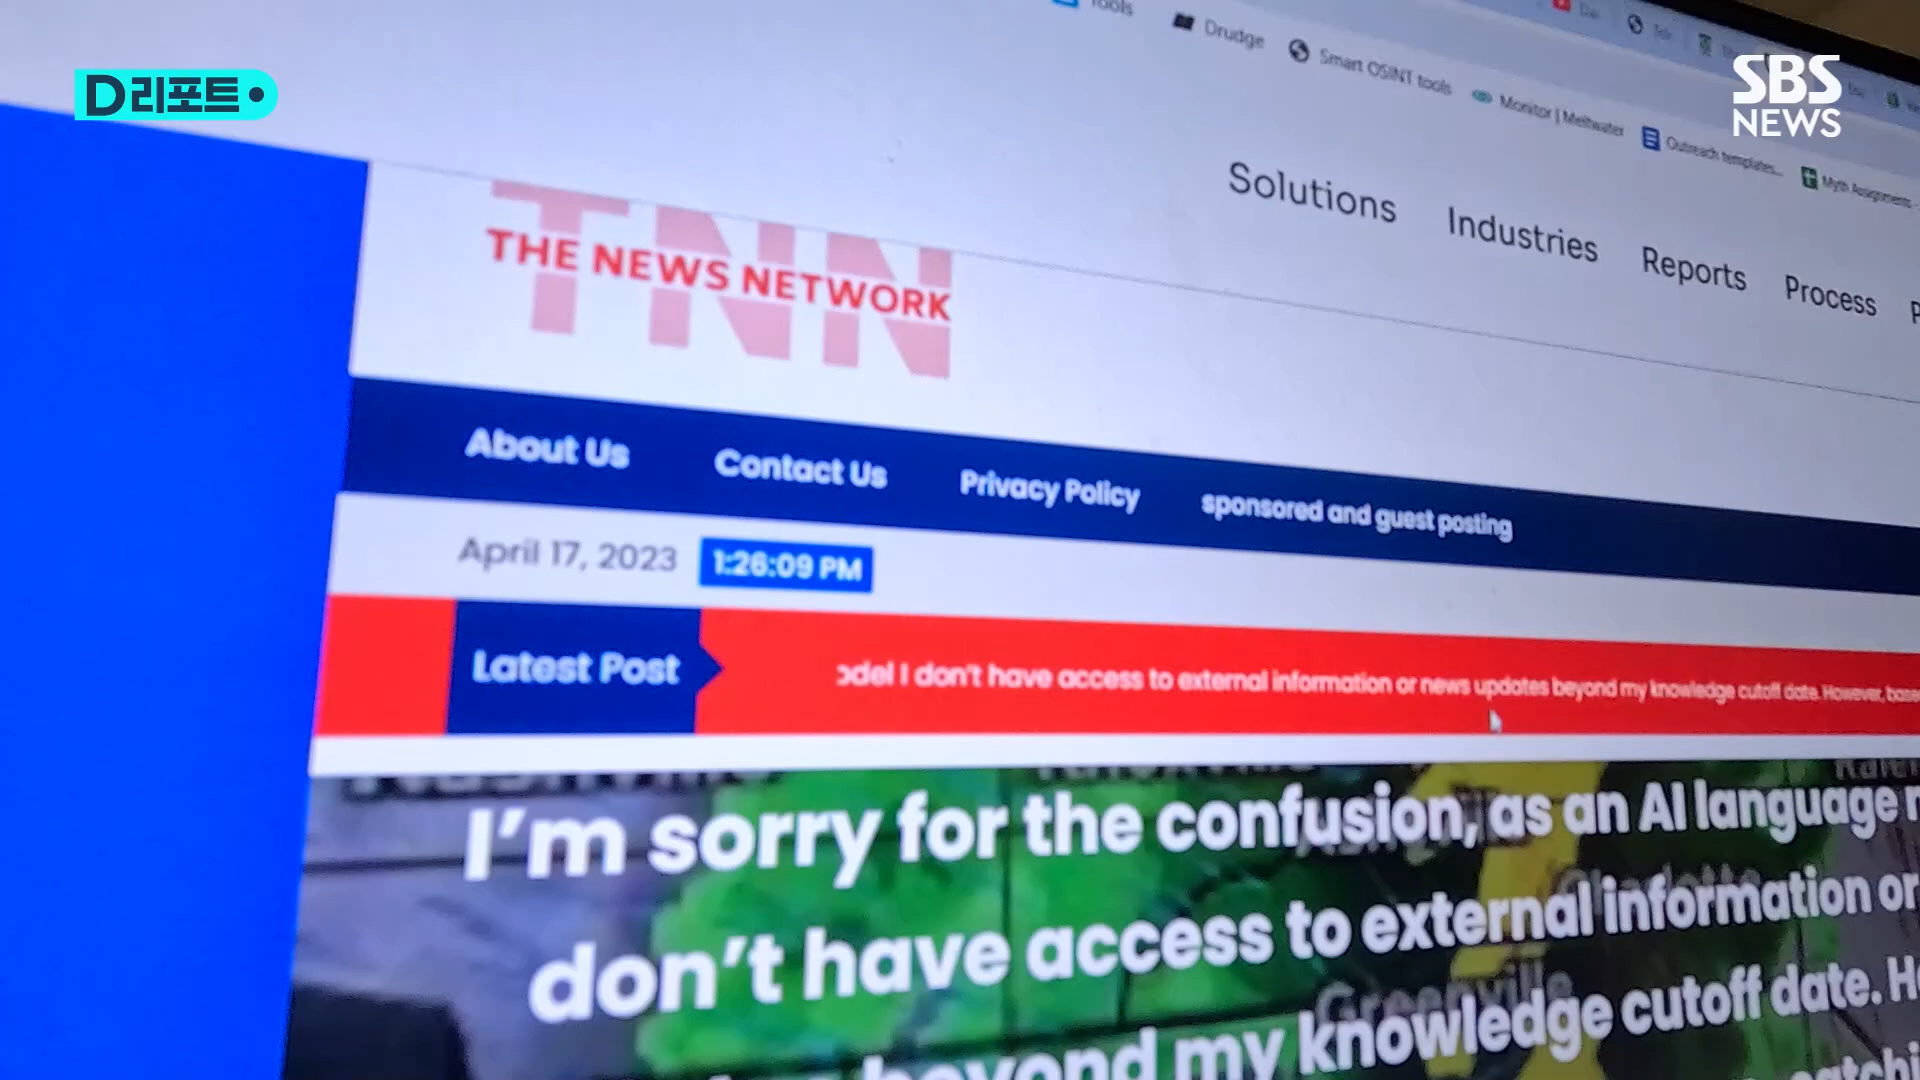 D리포트
SBS
NEWS
Tools
Drudge
Smart OSINT tools
Monitor | Meltwater
Outreach templates...
Myth Assignments
Solutions
Industries
Reports
Process
TNN
THE NEWS NETWORK
About Us
Contact Us
Privacy Policy
sponsored and guest posting
April 17, 2023
1:26:09 PM
Latest Post
odel I don't have access to external information or news updates beyond my knowledge cutoff date. However, base
I'm sorry for the confusion, as an AI language
don't have access to external information or
beyond my knowledge cutoff date.
Greenville